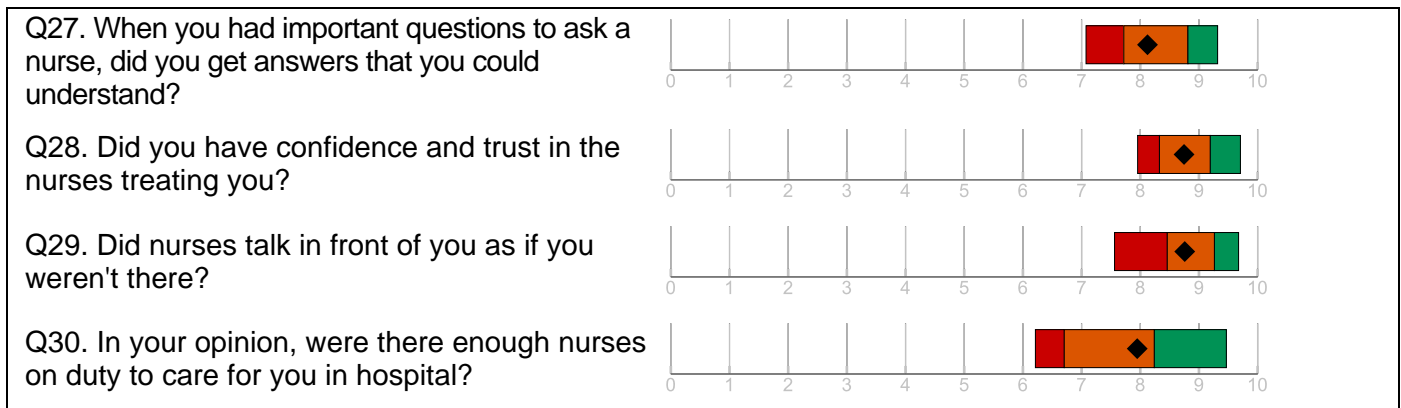 Q27. When you had important questions to ask a
nurse, did you get answers that you could
understand?
0 1 2 3 4 5 6 7 8 9 10
Q28. Did you have confidence and trust in the
nurses treating you?
0 1 2 3 4 5 6 7 8 9 10
Q29. Did nurses talk in front of you as if you
weren't there?
0 1 2 3 4 5 6 7 8 9 10
Q30. In your opinion, were there enough nurses
on duty to care for you in hospital?
0 1 2 3 4 5 6 7 8 9 10